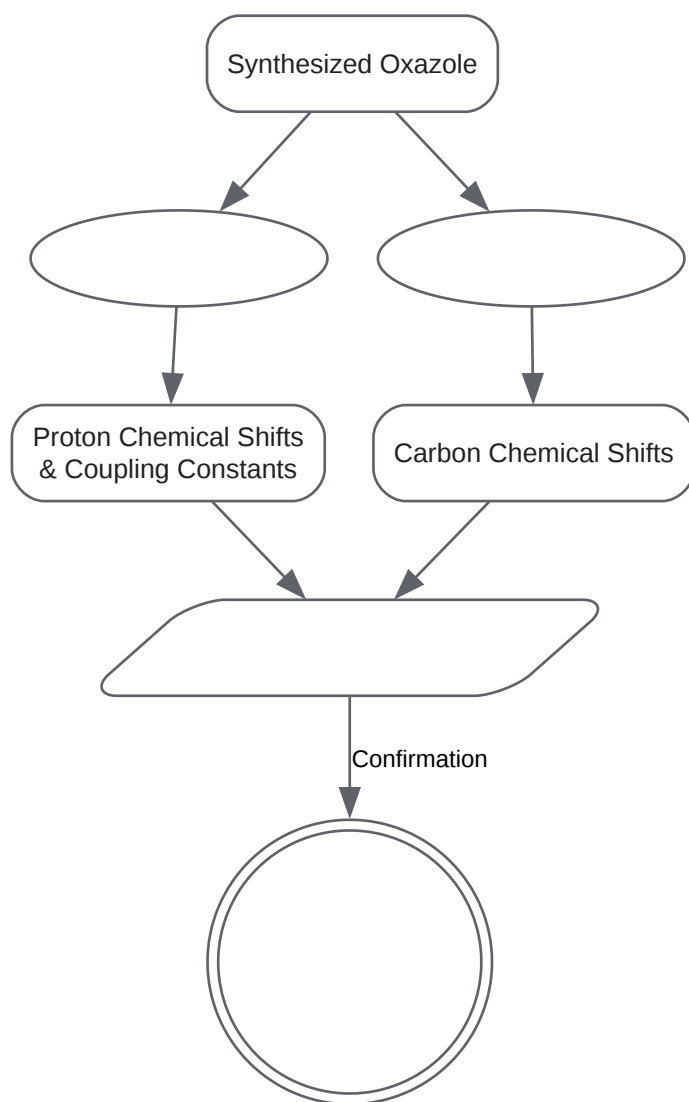 Synthesized Oxazole
Proton Chemical Shifts
& Coupling Constants
Carbon Chemical Shifts
Confirmation